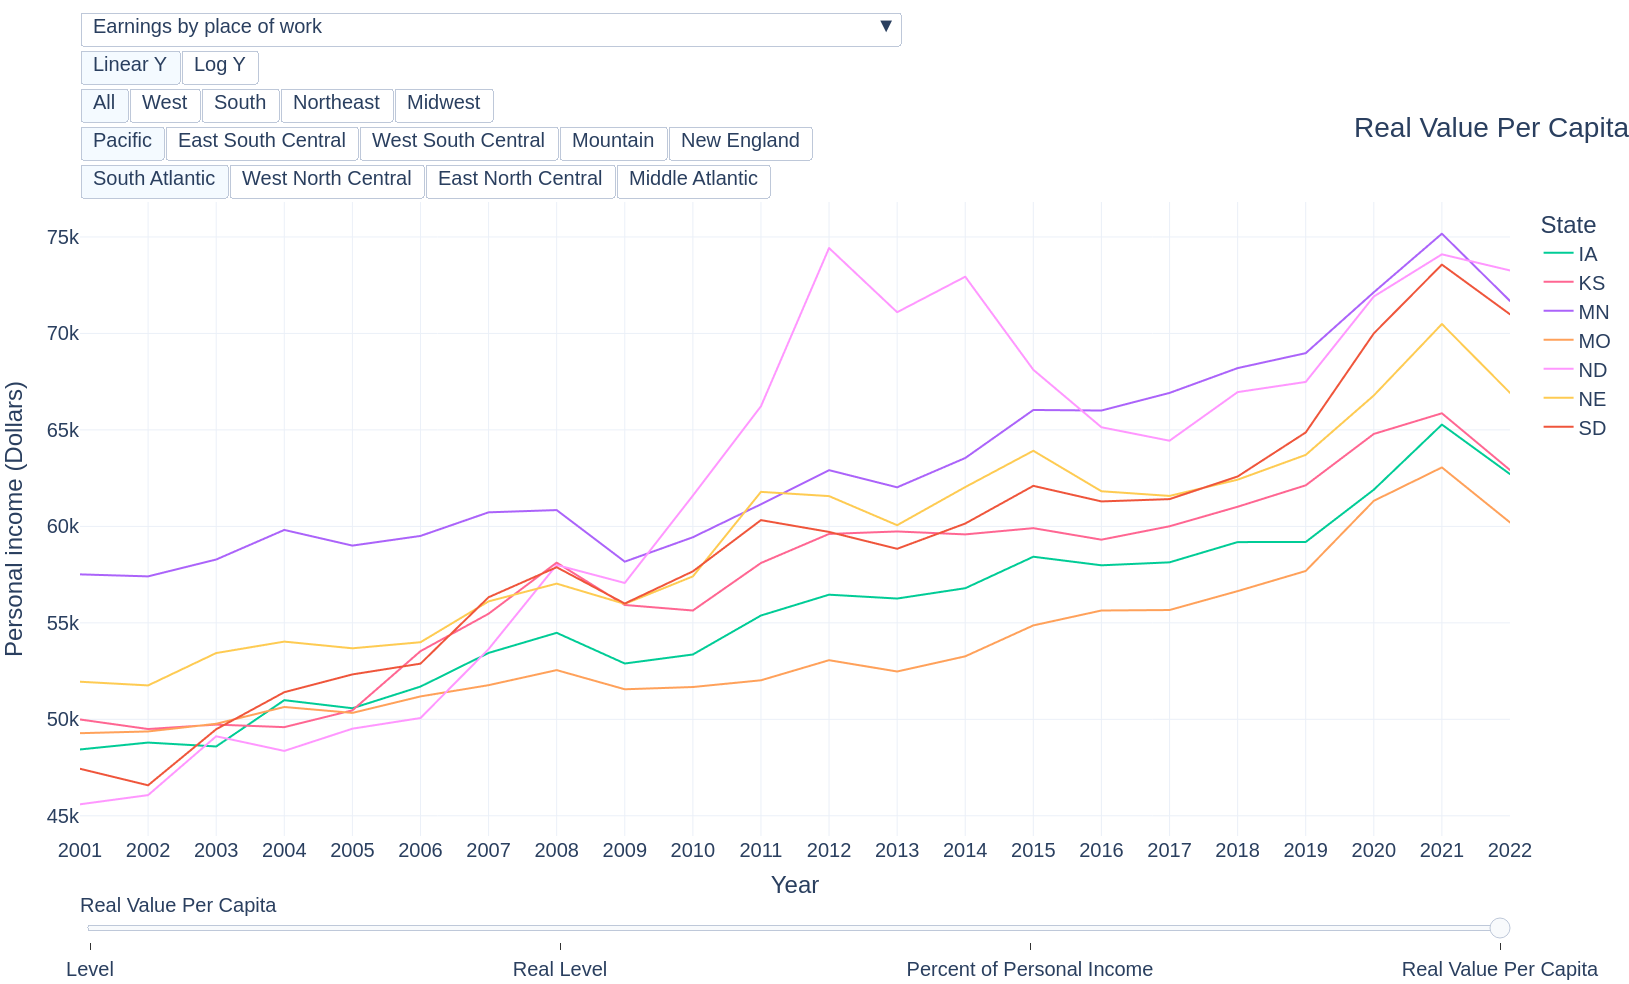 Earnings by place of work ▼
Linear Y Log Y
All West South Northeast Midwest
Pacific East South Central West South Central Mountain New England
South Atlantic West North Central East North Central Middle Atlantic
Real Value Per Capita
Personal income (Dollars)
75k
70k
65k
60k
55k
50k
45k
2001 2002 2003 2004 2005 2006 2007 2008 2009 2010 2011 2012 2013 2014 2015 2016 2017 2018 2019 2020 2021 2022
Year
State
IA
KS
MN
MO
ND
NE
SD
Real Value Per Capita
Level Real Level Percent of Personal Income Real Value Per Capita